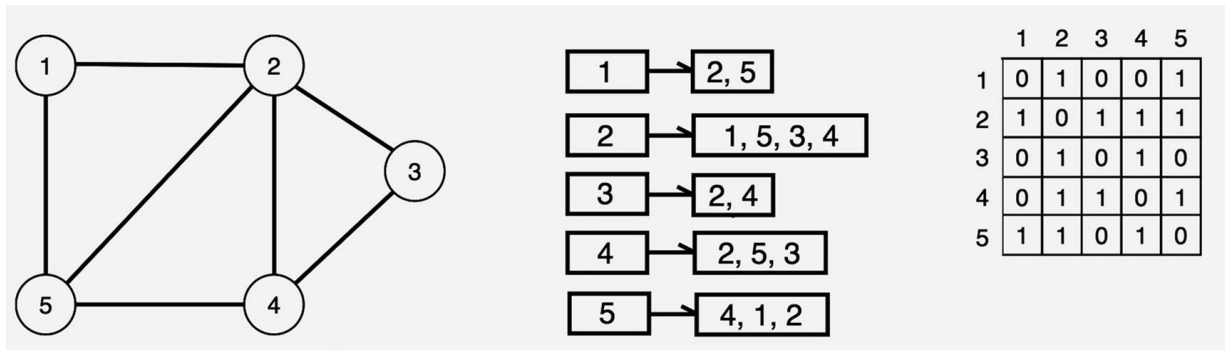 1
2
3
5
4
1 2, 5
2 1, 5, 3, 4
3 2, 4
4 2, 5, 3
5 4, 1, 2
1 2 3 4 5
1 0 1 0 0 1
2 1 0 1 1 1
3 0 1 0 1 0
4 0 1 1 0 1
5 1 1 0 1 0